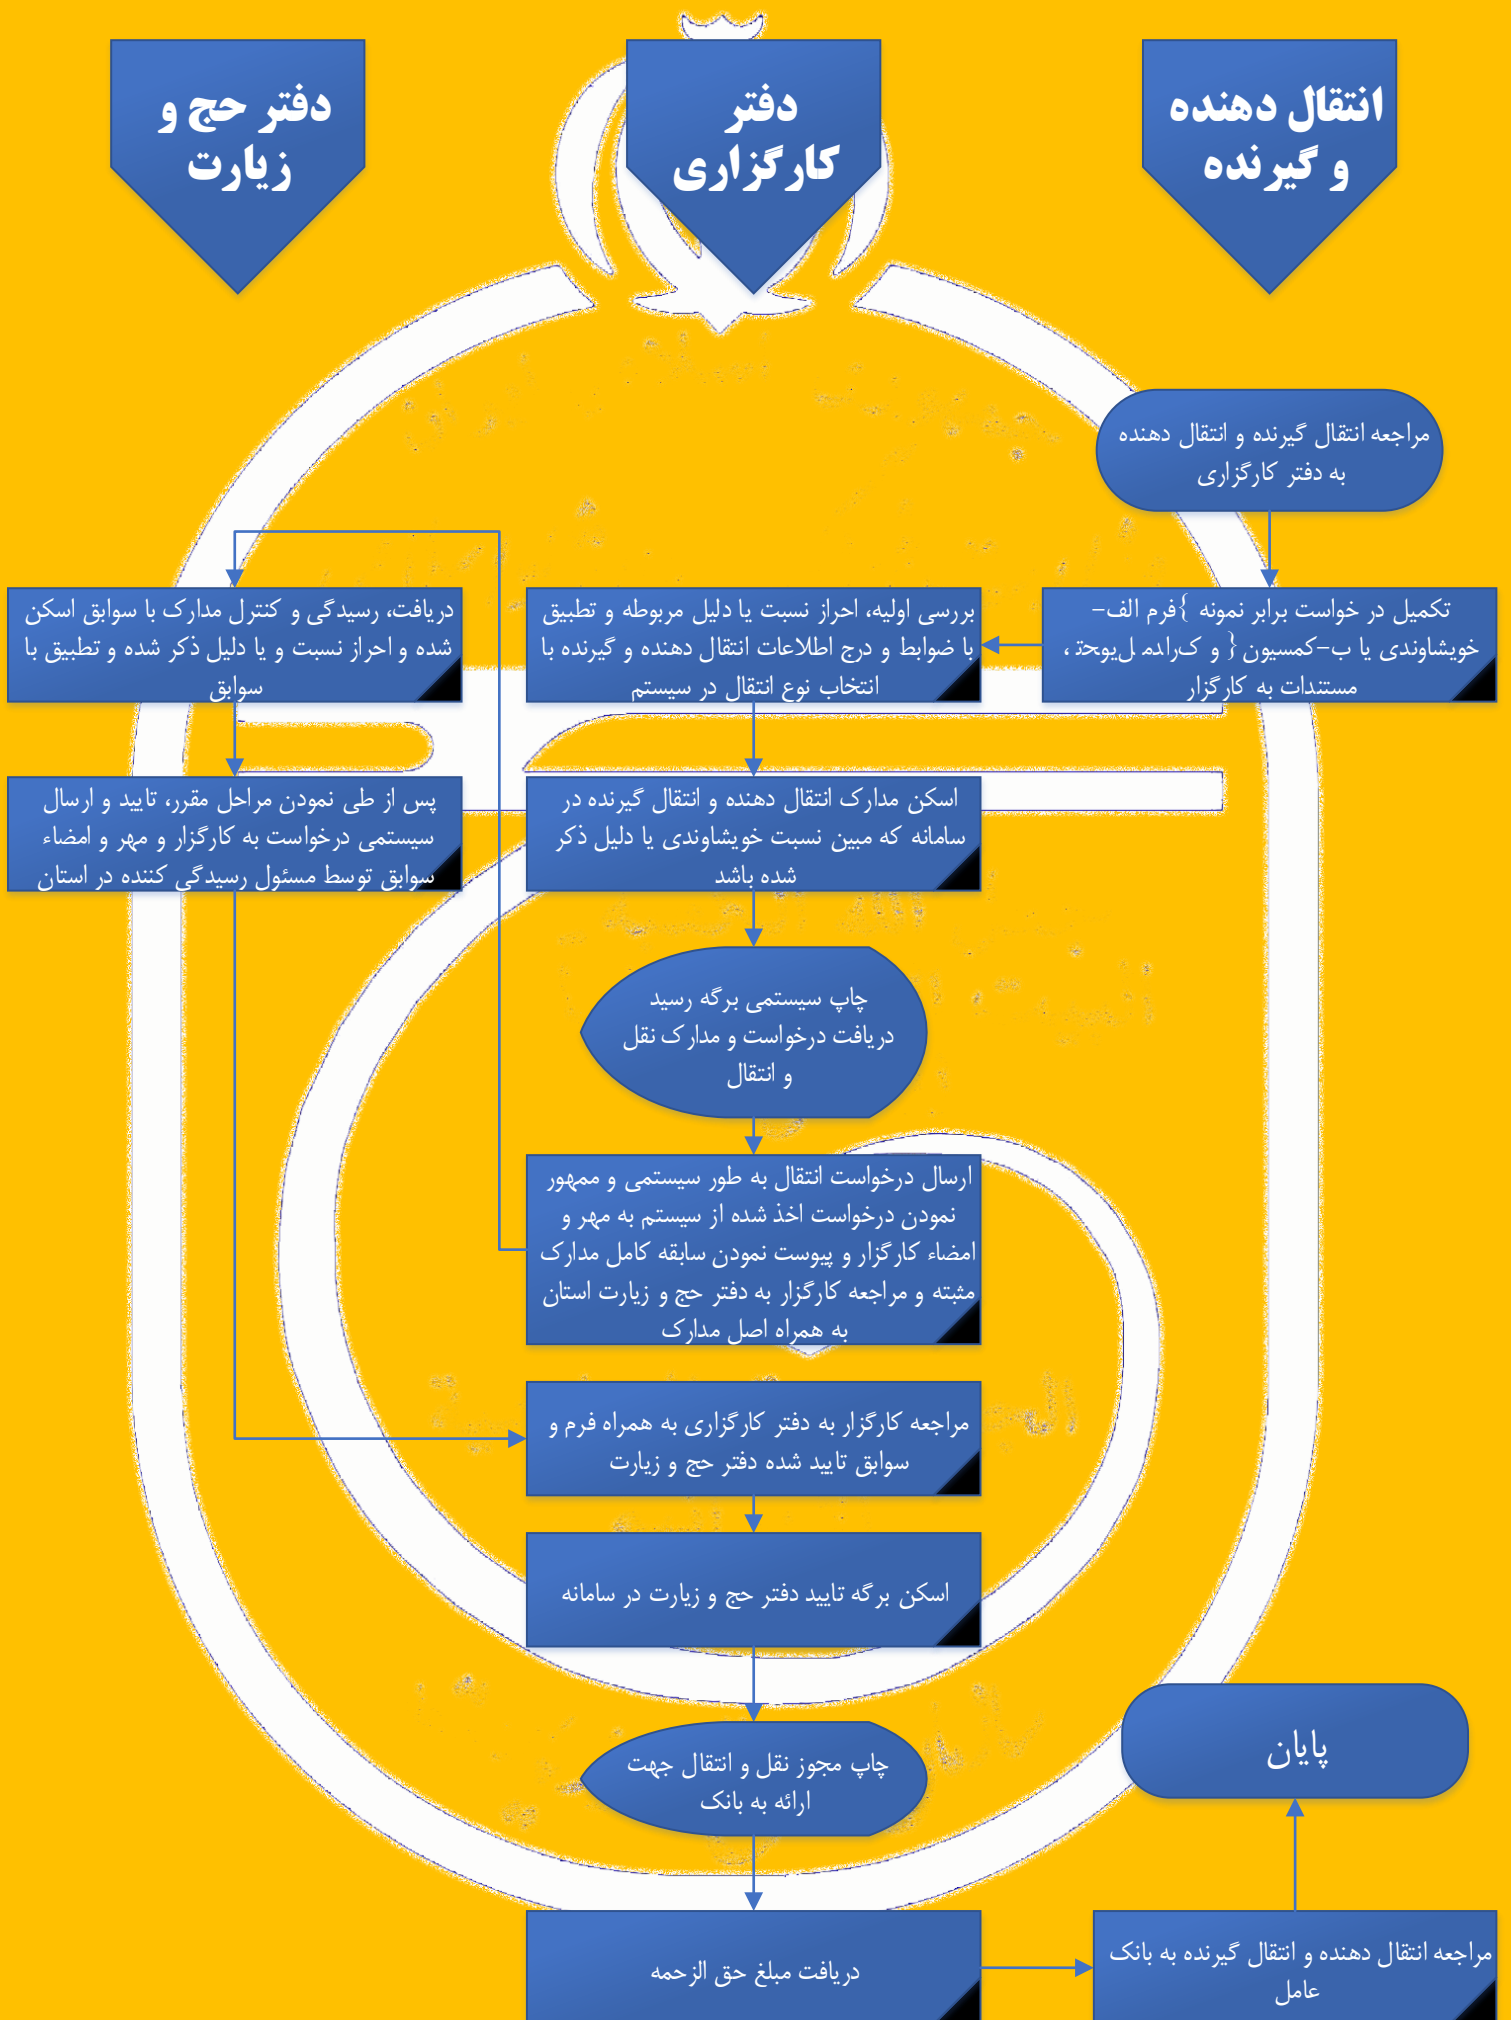 انتقال دهنده
و گیرنده
دفتر
کارگزاری
دفتر حج و
زیارت
مراجعه انتقال گیرنده و انتقال دهنده
به دفتر کارگزاری
تکمیل در خواست برابر نمونه }فرم الف-
خویشاوندی یا ب-کمسیون{ و
مستندات به کارگزار
بررسی اولیه، احراز نسبت یا دلیل مربوطه و تطبیق
با ضوابط و درج اطلاعات انتقال دهنده و گیرنده با
انتخاب نوع انتقال در سیستم
دریافت، رسیدگی و کنترل مدارک با سوابق اسکن
شده و احراز نسبت و یا دلیل ذکر شده و تطبیق با
سوابق
اسکن مدارک انتقال دهنده و انتقال گیرنده در
سامانه که مبین نسبت خویشاوندی یا دلیل ذکر
شده باشد
پس از طی نمودن مراحل مقرر، تایید و ارسال
سیستمی درخواست به کارگزار و مهر و امضاء
سوابق توسط مسئول رسیدگی کننده در استان
چاپ سیستمی برگه رسید
دریافت درخواست و مدارک نقل
و انتقال
ارسال درخواست انتقال به طور سیستمی و ممهور
نمودن درخواست اخذ شده از سیستم به مهر و
امضاء کارگزار و پیوست نمودن سابقه کامل مدارک
مثبته و مراجعه کارگزار به دفتر حج و زیارت استان
به همراه اصل مدارک
مراجعه کارگزار به دفتر کارگزاری به همراه فرم و
سوابق تایید شده دفتر حج و زیارت
اسکن برگه تایید دفتر حج و زیارت در سامانه
چاپ مجوز نقل و انتقال جهت
ارائه به بانک
دریافت مبلغ حق الزحمه
مراجعه انتقال دهنده و انتقال گیرنده به بانک
عامل
پایان